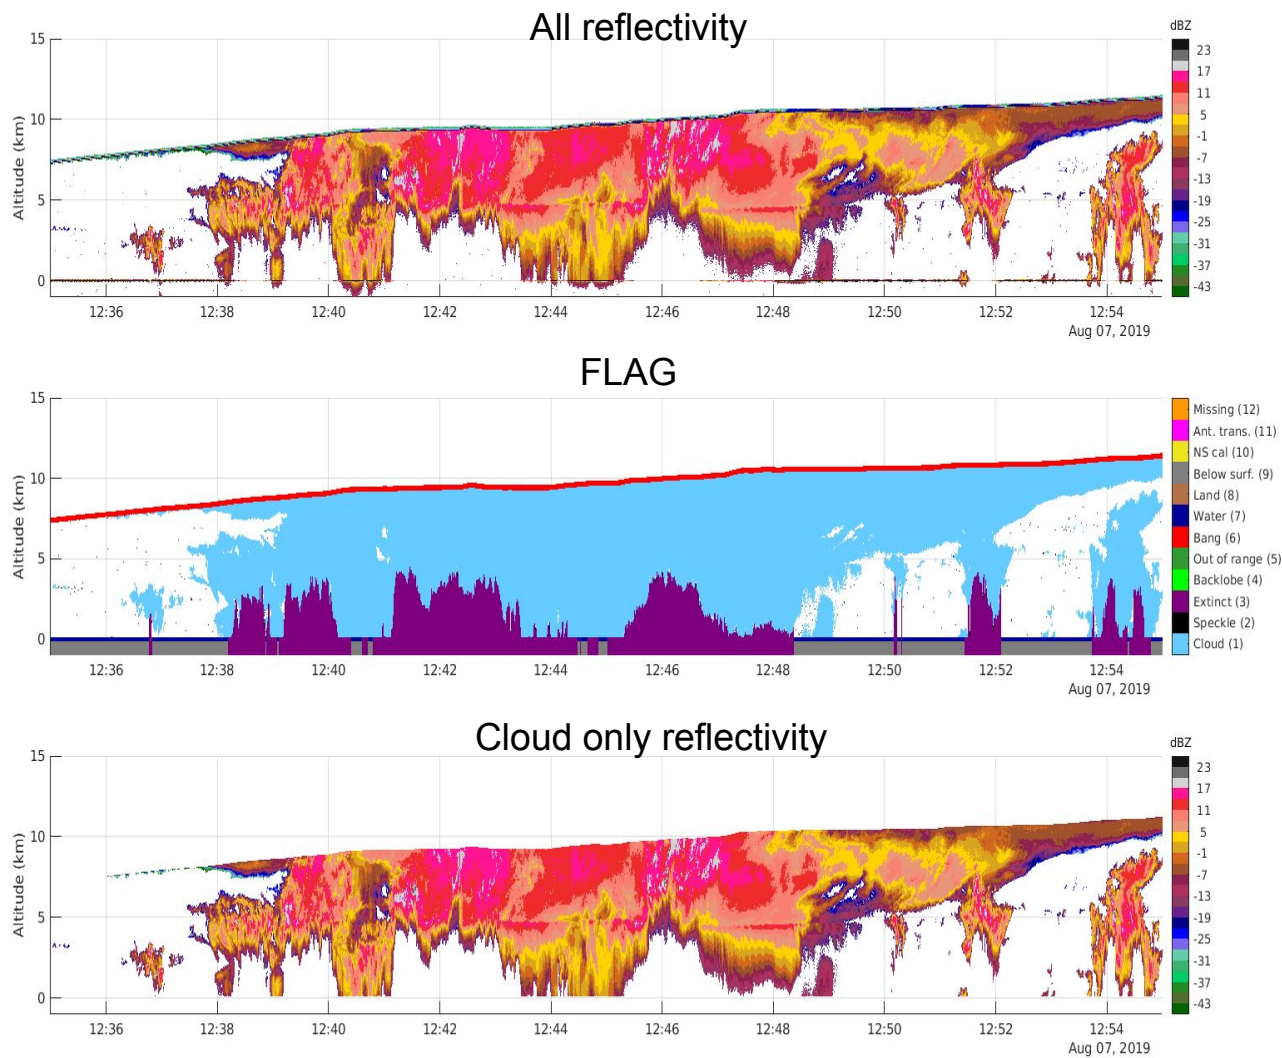 All reflectivity
dBZ
15
10
5
0
Altitude (km)
23
17
11
5
-1
-7
-13
-19
-25
-31
-37
-43
12:36 12:38 12:40 12:42 12:44 12:46 12:48 12:50 12:52 12:54
Aug 07, 2019
FLAG
15
10
5
0
Altitude (km)
Missing (12)
Ant. trans. (11)
NS cal (10)
Below surf. (9)
Land (8)
Water (7)
Bang (6)
Out of range (5)
Backlobe (4)
Extinct (3)
Speckle (2)
Cloud (1)
12:36 12:38 12:40 12:42 12:44 12:46 12:48 12:50 12:52 12:54
Aug 07, 2019
Cloud only reflectivity
dBZ
15
10
5
0
Altitude (km)
23
17
11
5
-1
-7
-13
-19
-25
-31
-37
-43
12:36 12:38 12:40 12:42 12:44 12:46 12:48 12:50 12:52 12:54
Aug 07, 2019